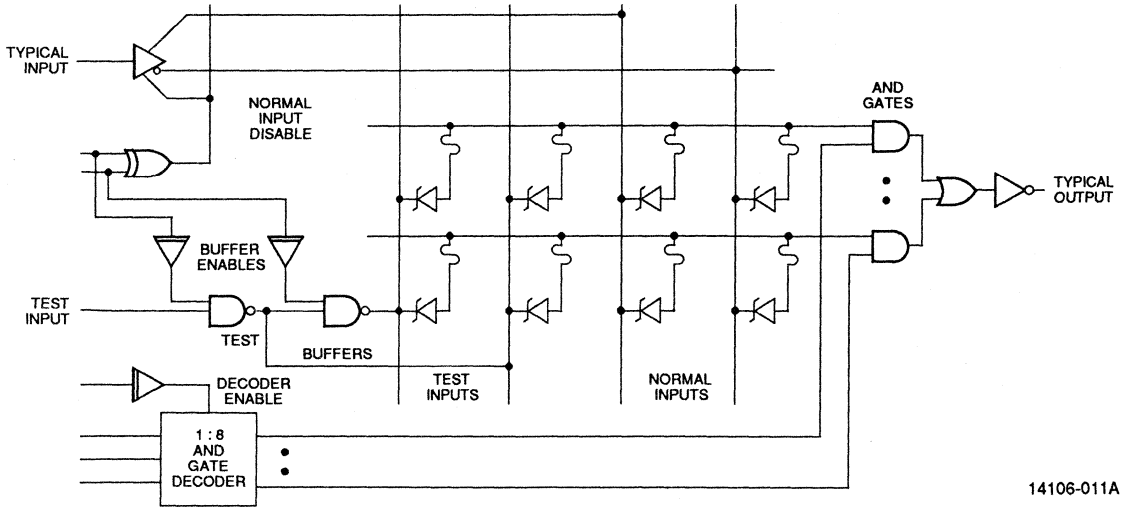 TYPICAL
INPUT
NORMAL
INPUT
DISABLE
AND
GATES
TYPICAL
OUTPUT
BUFFER
ENABLES
TEST
INPUT
TEST
BUFFERS
TEST
INPUTS
NORMAL
INPUTS
DECODER
ENABLE
1 : 8
AND
GATE
DECODER
14106-011A